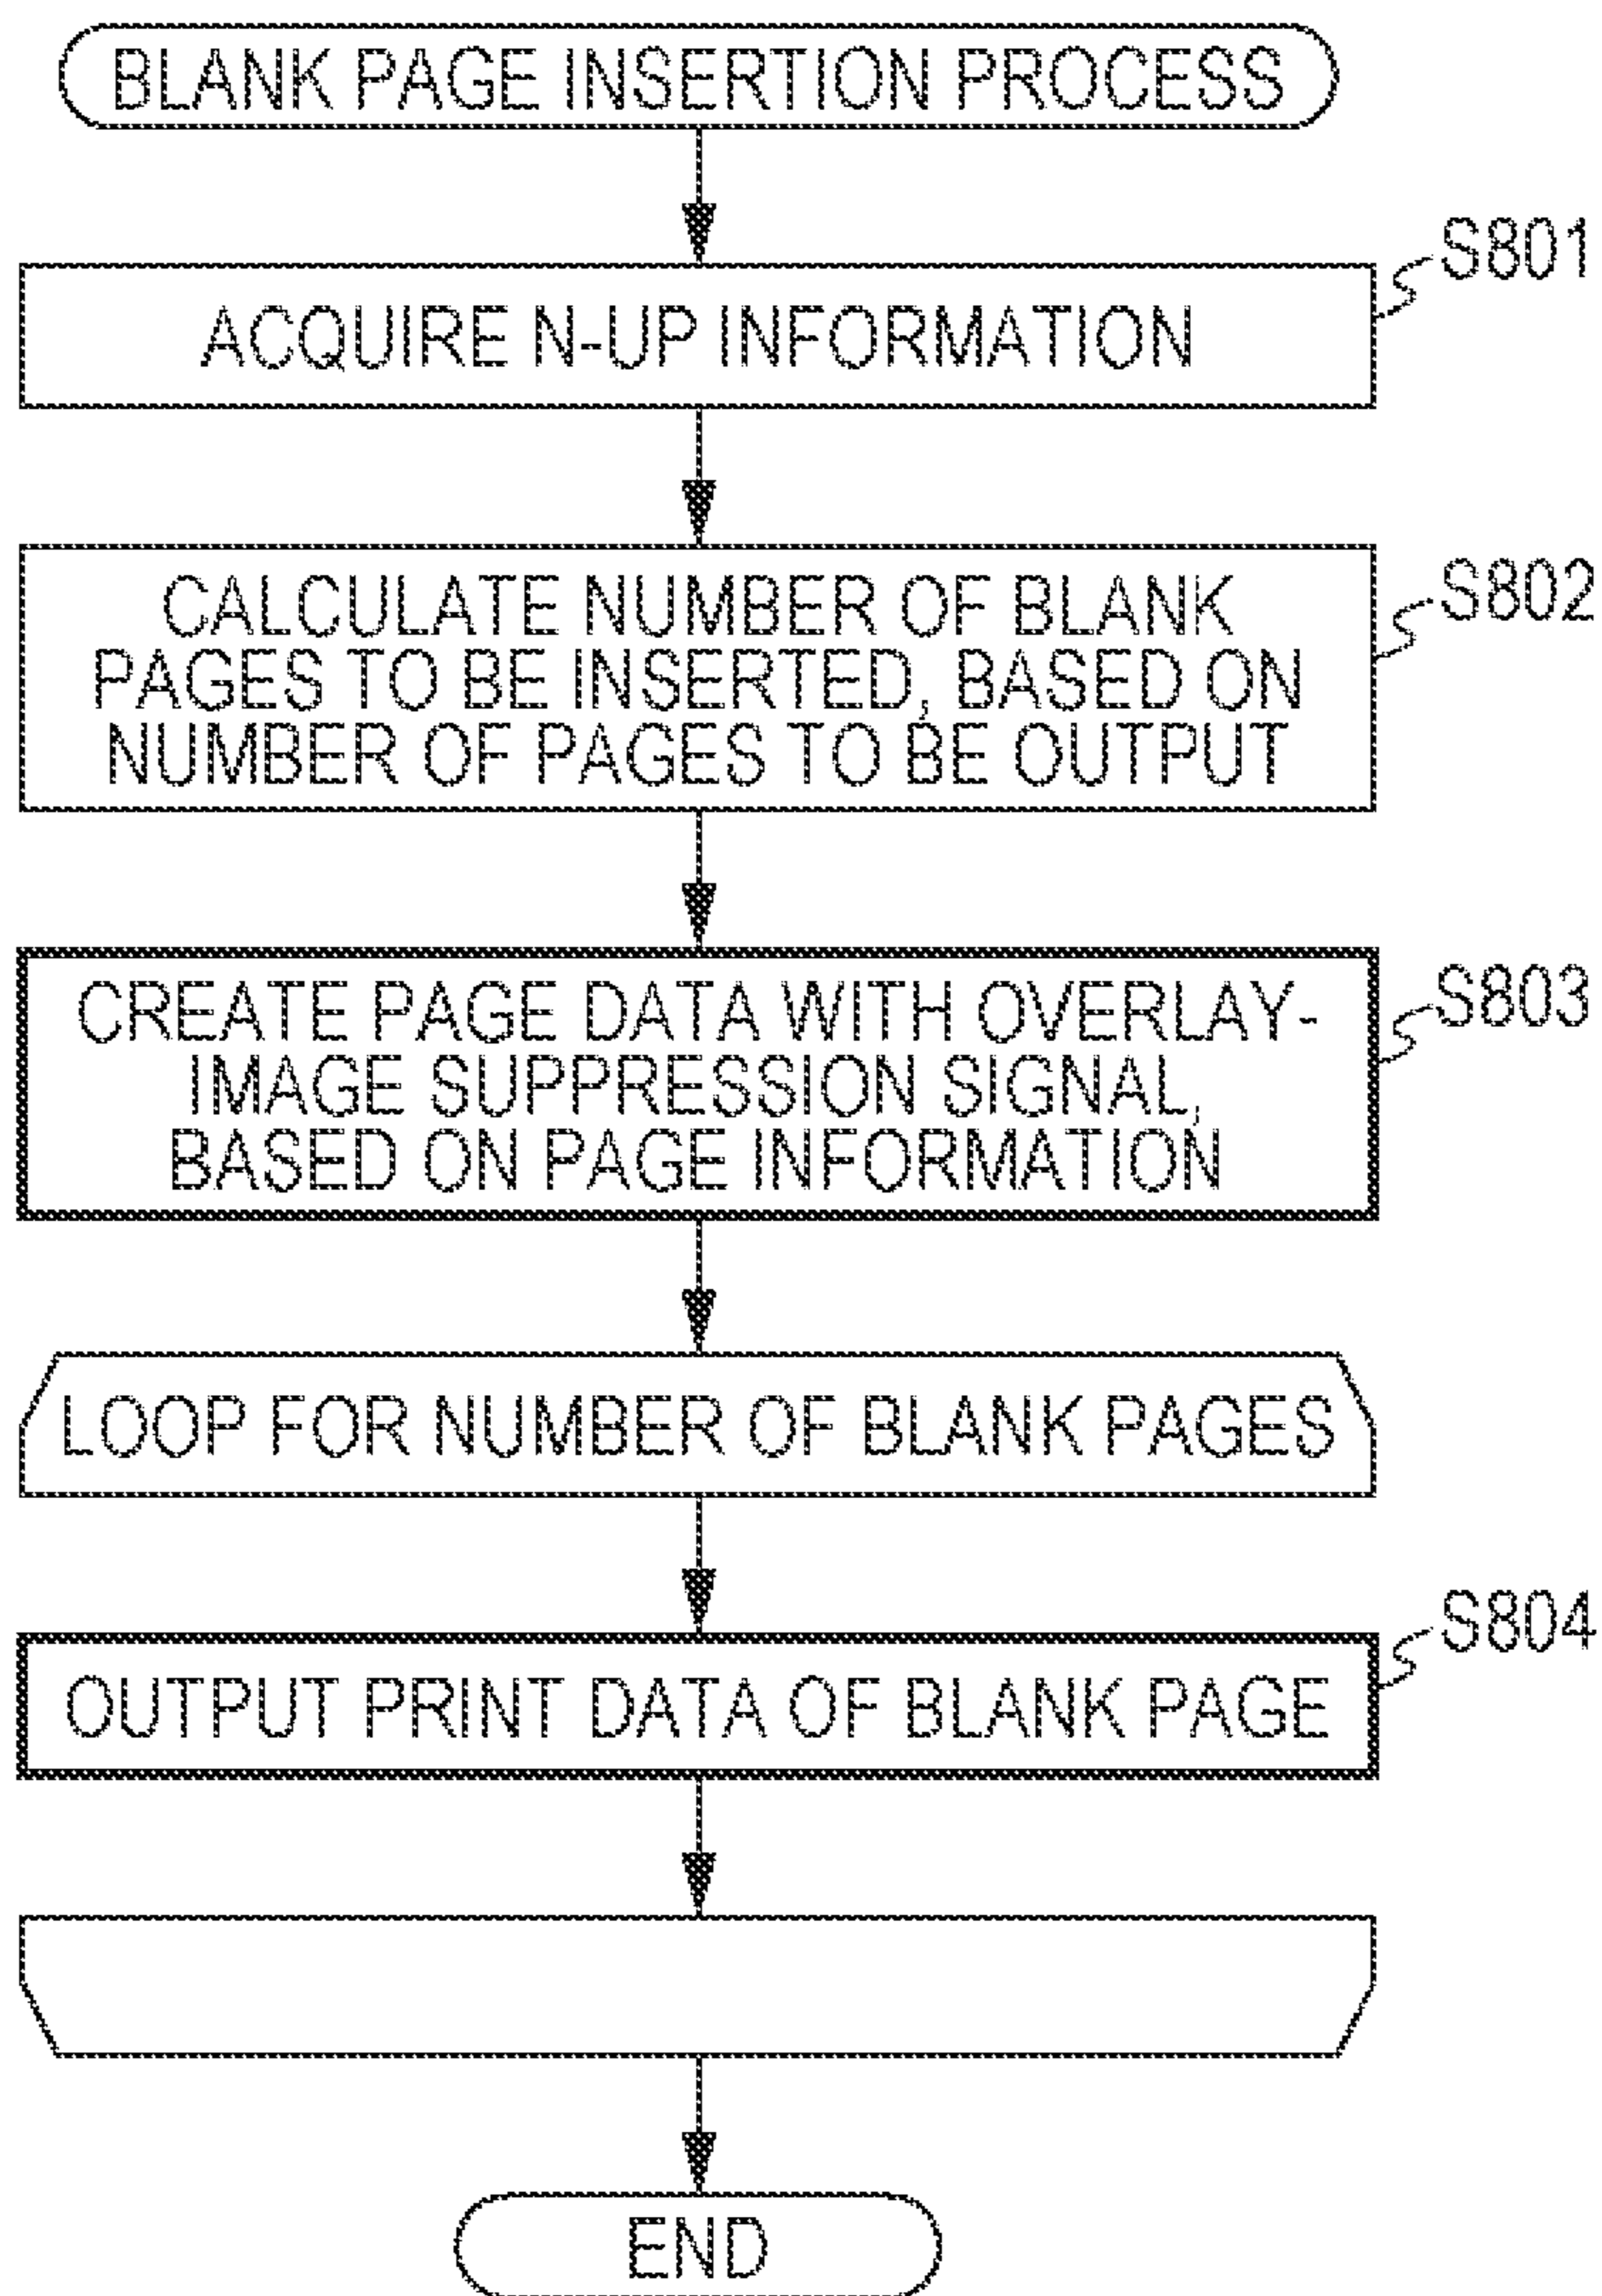 BLANK PAGE INSERTION PROCESS
S801
ACQUIRE N-UP INFORMATION
S802
CALCULATE NUMBER OF BLANK
PAGES TO BE INSERTED, BASED ON
NUMBER OF PAGES TO BE OUTPUT
S803
CREATE PAGE DATA WITH OVERLAY-
IMAGE SUPPRESSION SIGNAL,
BASED ON PAGE INFORMATION
LOOP FOR NUMBER OF BLANK PAGES
S804
OUTPUT PRINT DATA OF BLANK PAGE
END